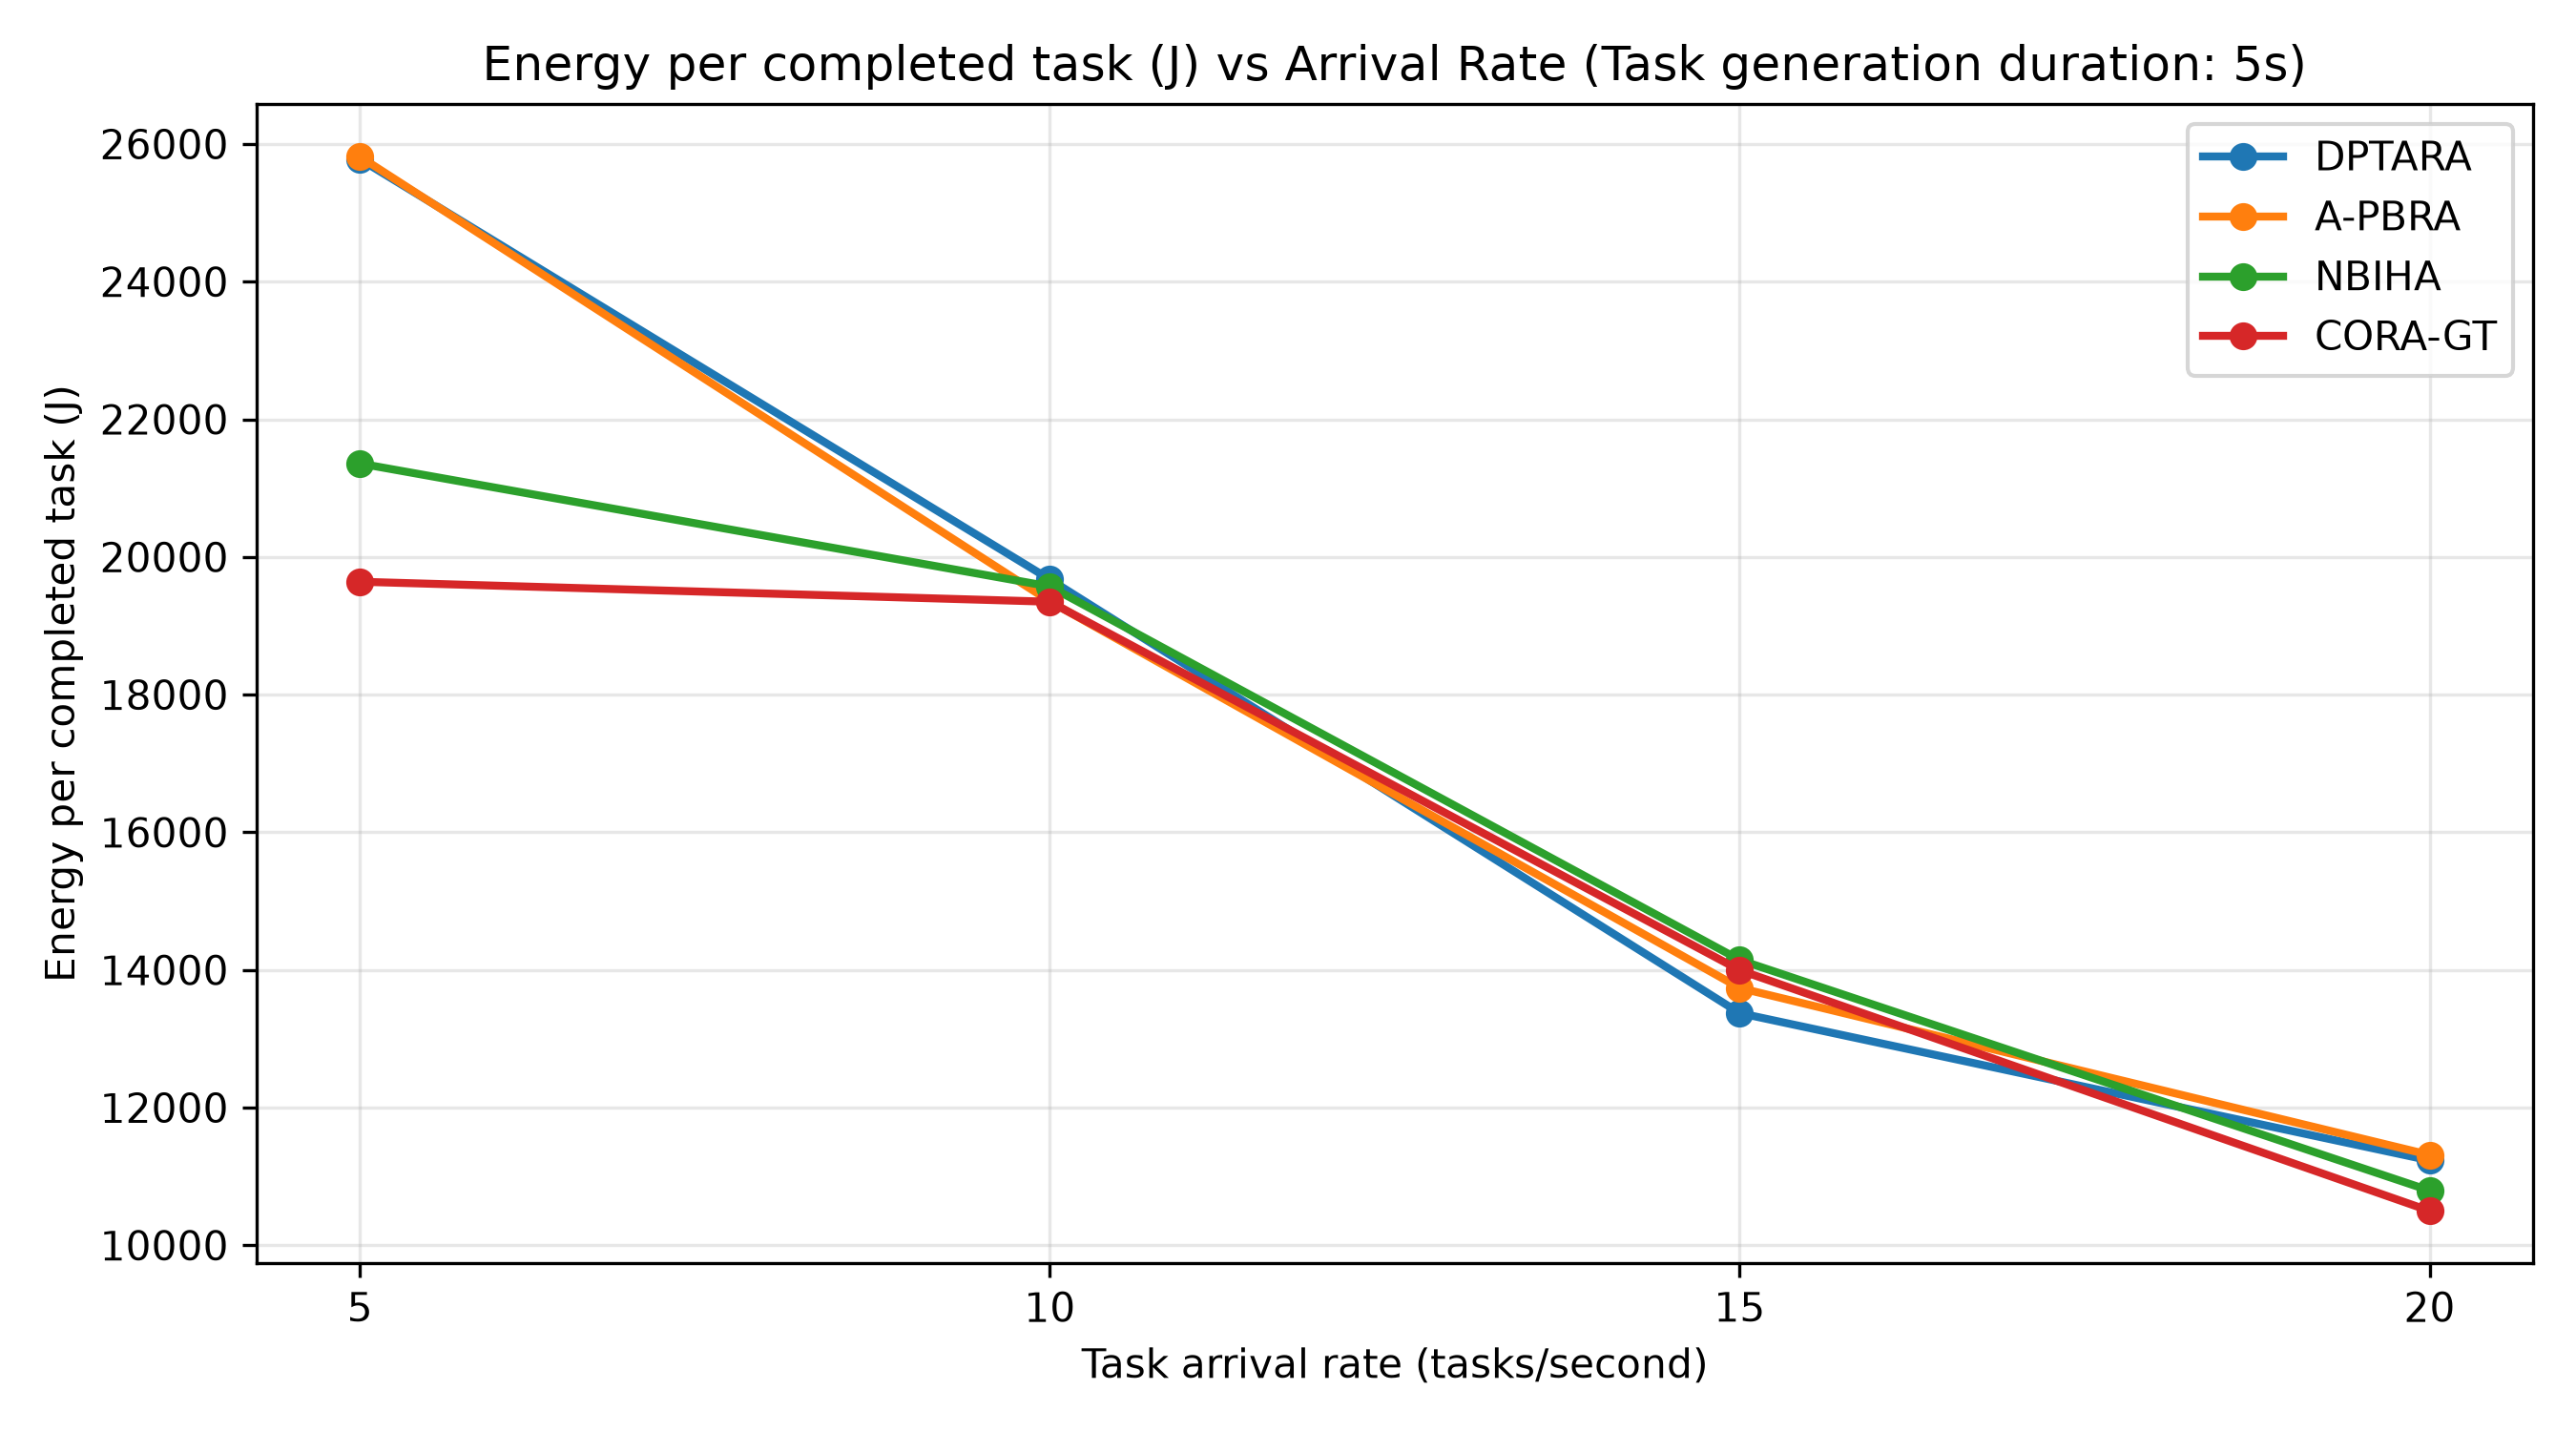 Energy per completed task (J) vs Arrival Rate (Task generation duration: 5s)
Energy per completed task (J)
26000
24000
22000
20000
18000
16000
14000
12000
10000
DPTARA
A-PBRA
NBIHA
CORA-GT
5 10 15 20
Task arrival rate (tasks/second)